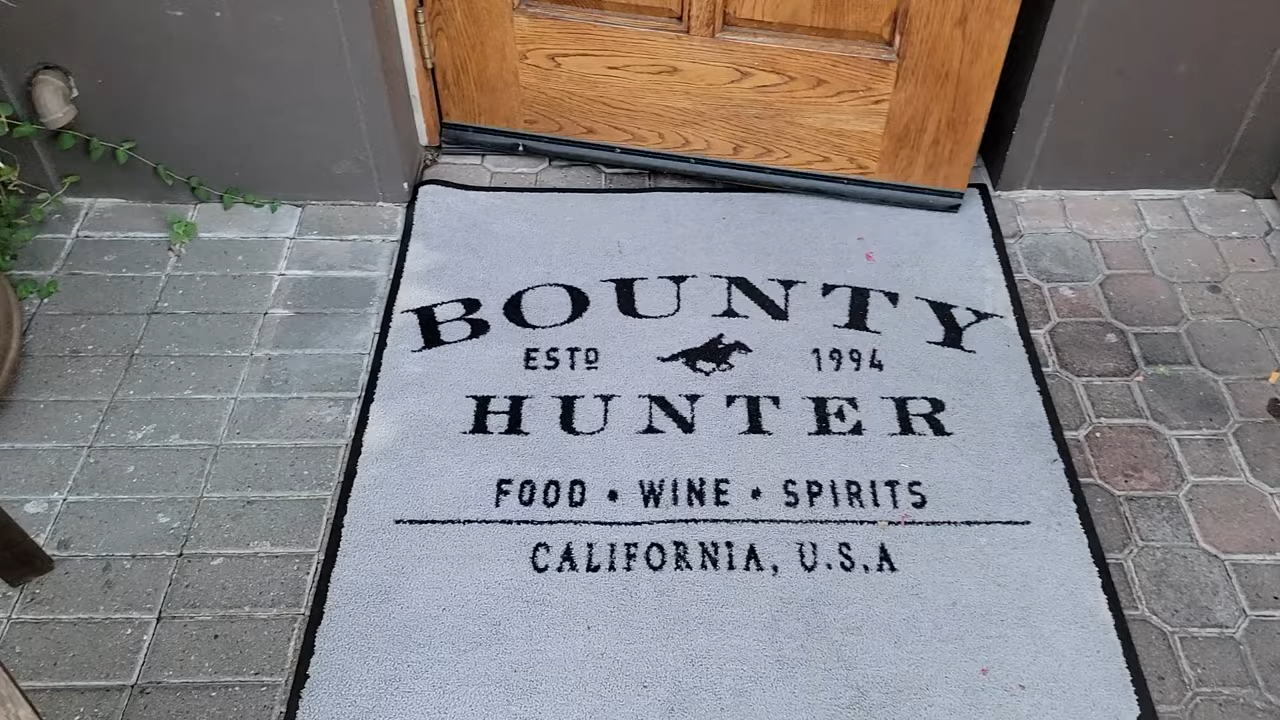 BOUNTY
ESTD 1994
HUNTER
FOOD • WINE • SPIRITS
CALIFORNIA, U.S.A